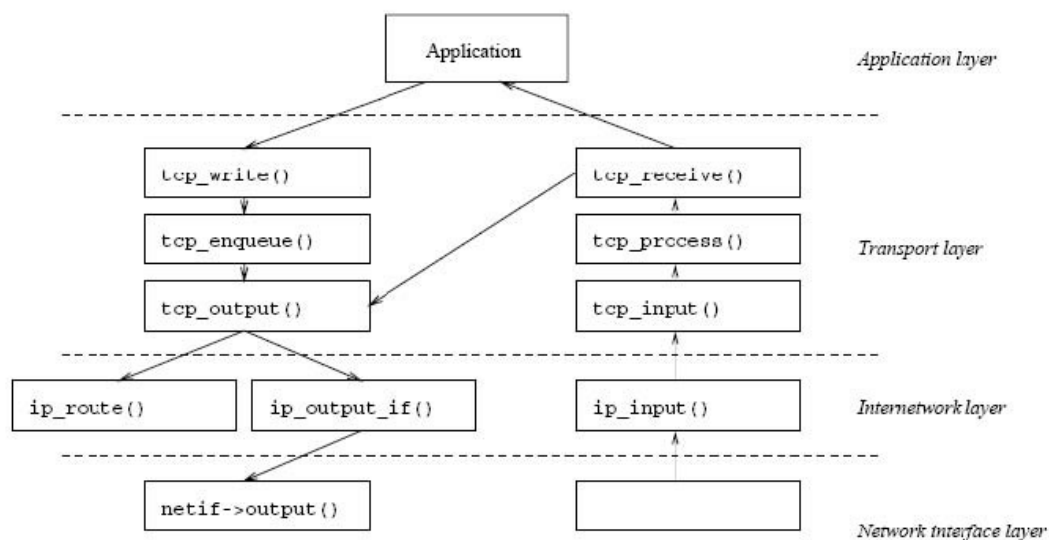 Application
Application layer
tcp_write()
tcp_receive()
tcp_enqueue()
tcp_process()
Transport layer
tcp_output()
tcp_input()
ip_route()
ip_output_if()
ip_input()
Internetwork layer
netif->output()
Network interface layer